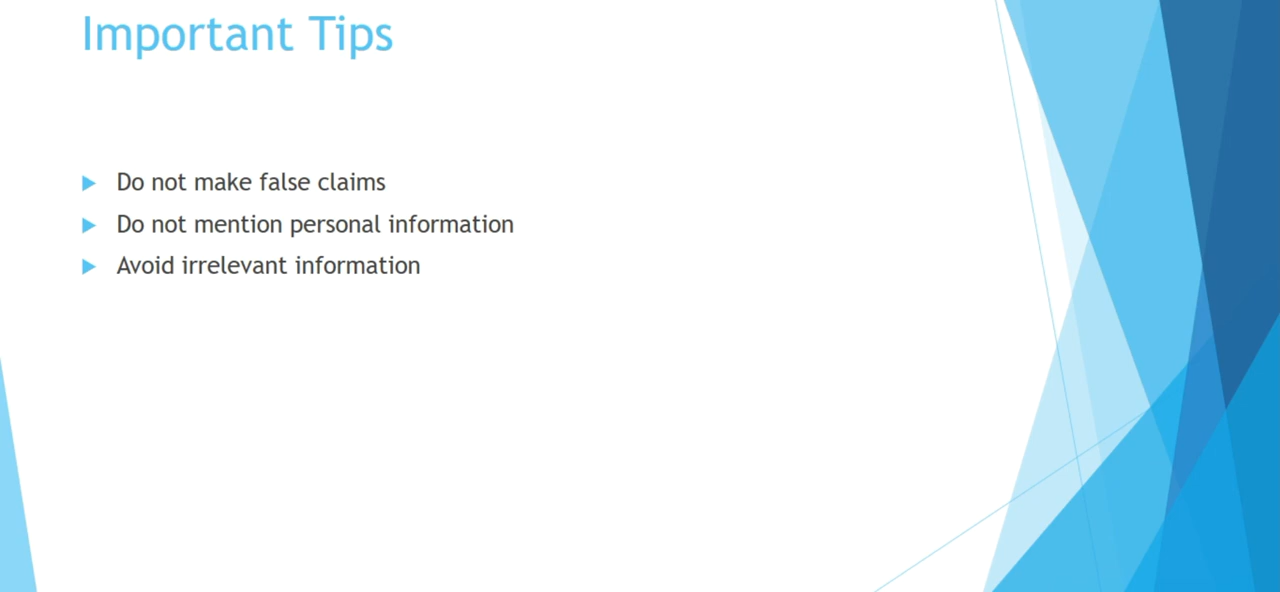 Important Tips
Do not make false claims
Do not mention personal information
Avoid irrelevant information